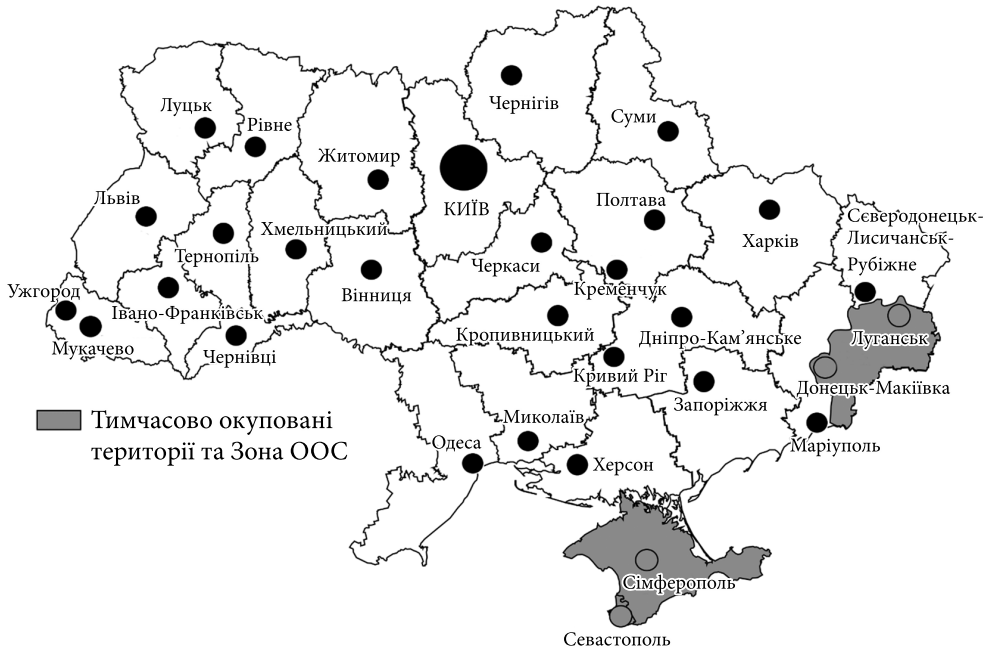 Чернігів
Луцьк
Суми
Рівне
Житомир
Львів
КИЇВ
Полтава
Сєверодонецьк-
Лисичанськ-
Рубіжне
Хмельницький
Харків
Тернопіль
Черкаси
Ужгород
Вінниця
Кременчук
Івано-Франківськ
Мукачево
Чернівці
Кропивницький
Дніпро-Кам’янське
Луганськ
Кривий Ріг
Донецьк-Макіївка
Запоріжжя
Тимчасово окуповані
території та Зона ООС
Миколаїв
Одеса
Маріуполь
Херсон
Сімферополь
Севастополь